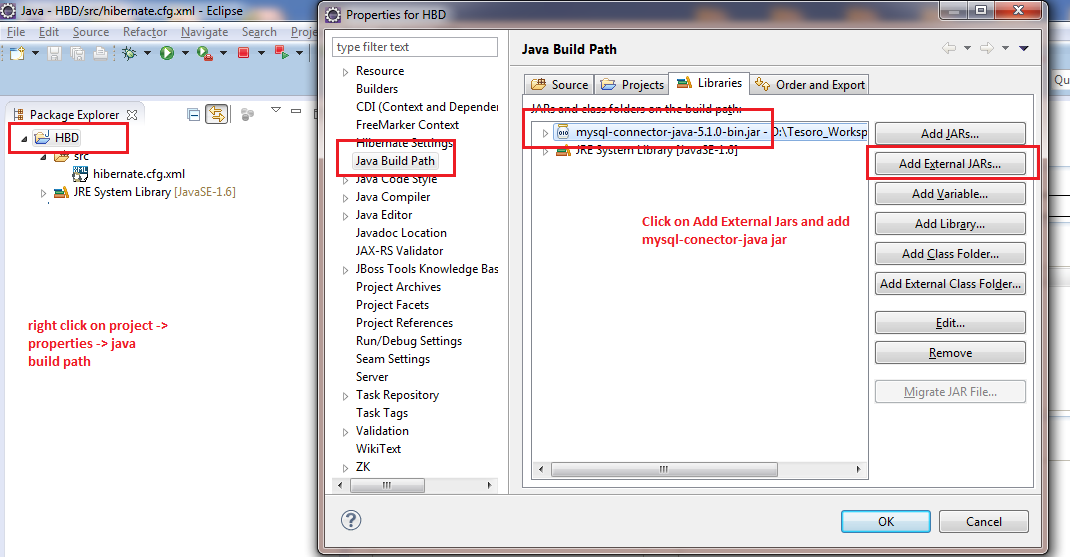 Java - HBD/src/hibernate.cfg.xml - Eclipse
File Edit Source Refactor Navigate Search Proje
Qu
Package Explorer
HBD
src
hibernate.cfg.xml
JRE System Library [JavaSE-1.6]
right click on project ->
properties -> java
build path
Properties for HBD
type filter text
Resource
Builders
CDI (Context and Depender
FreeMarker Context
Hibernate Settings
Java Build Path
Java Code Style
Java Compiler
Java Editor
Javadoc Location
JAX-RS Validator
JBoss Tools Knowledge Bas
Project Archives
Project Facets
Project References
Run/Debug Settings
Seam Settings
Server
Task Repository
Task Tags
Validation
WikiText
ZK
Java Build Path
Source Projects Libraries Order and Export
JARs and class folders on the build path:
mysql-connector-java-5.1.0-bin.jar - D:\Tesoro_Worksp
JRE System Library [JavaSE-1.6]
Click on Add External Jars and add
mysql-conector-java jar
Add JARs...
Add External JARs...
Add Variable...
Add Library...
Add Class Folder...
Add External Class Folder...
Edit...
Remove
Migrate JAR File...
OK Cancel